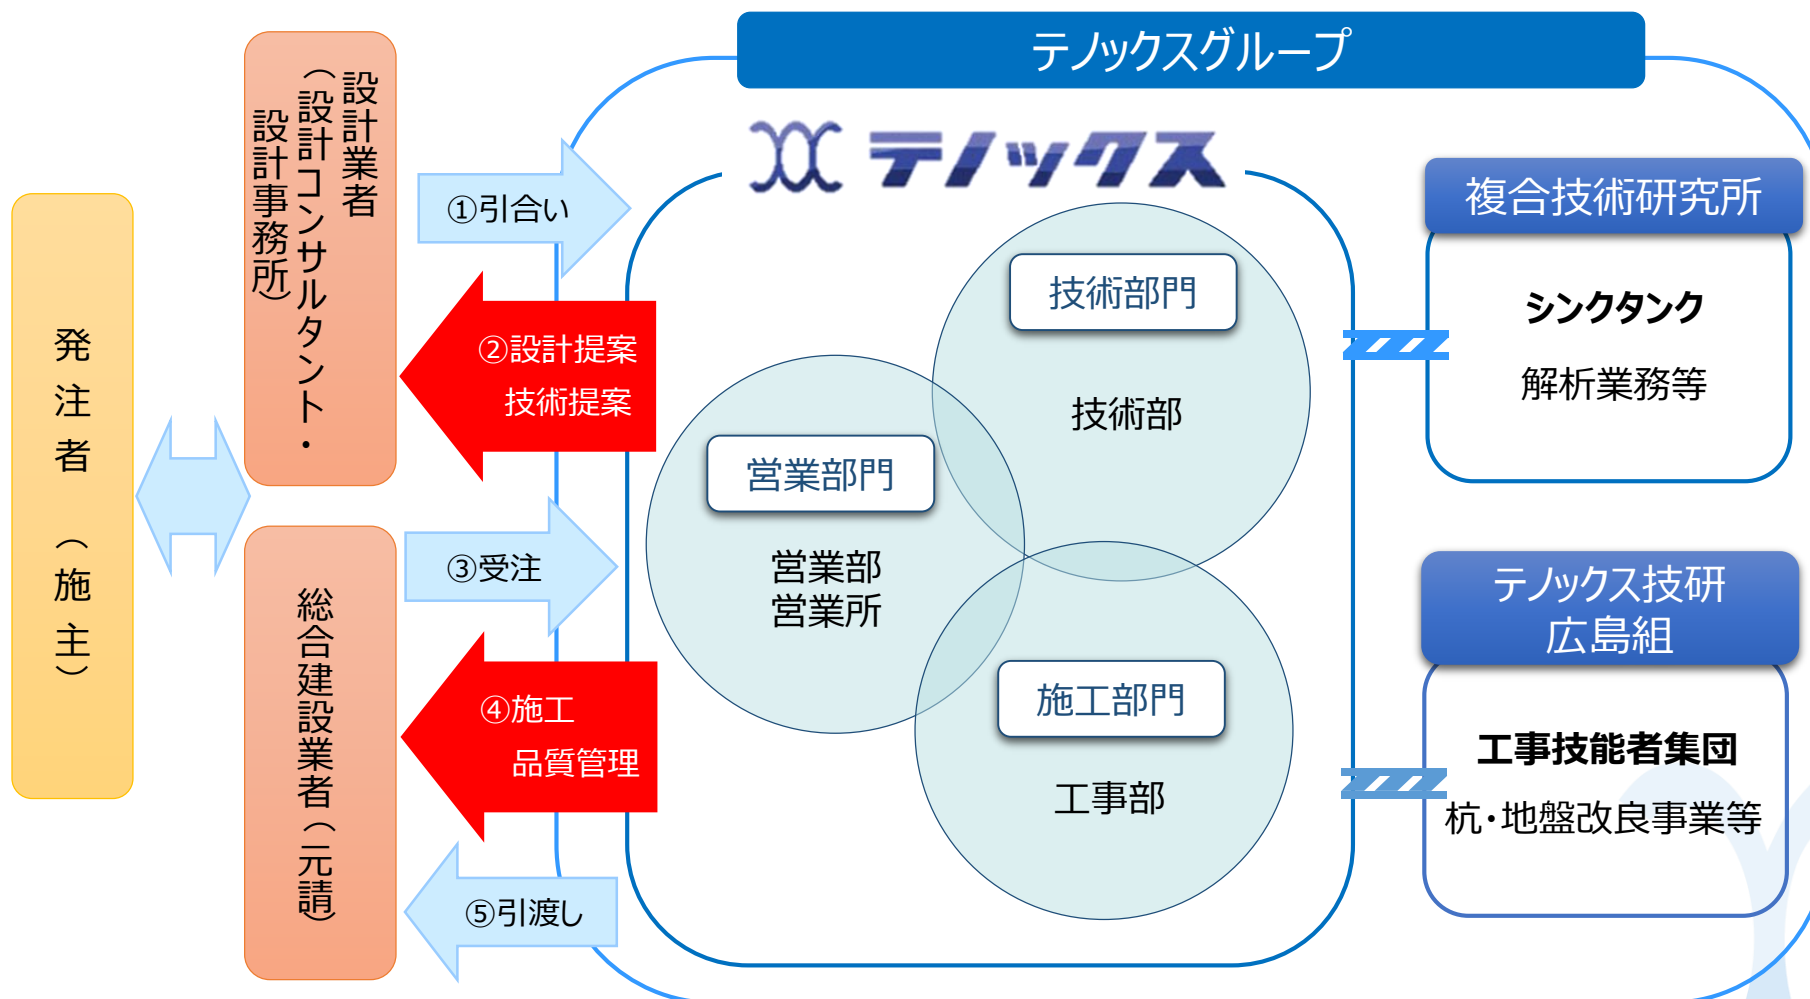 テノックスグループ
テノックス
発注者（施主）
設計業者
（設計コンサルタント・
設計事務所）
総合建設業者（元請）
①引合い
②設計提案
技術提案
③受注
④施工
品質管理
⑤引渡し
技術部門
技術部
営業部門
営業部
営業所
施工部門
工事部
複合技術研究所
シンクタンク
解析業務等
テノックス技研
広島組
工事技能者集団
杭・地盤改良事業等